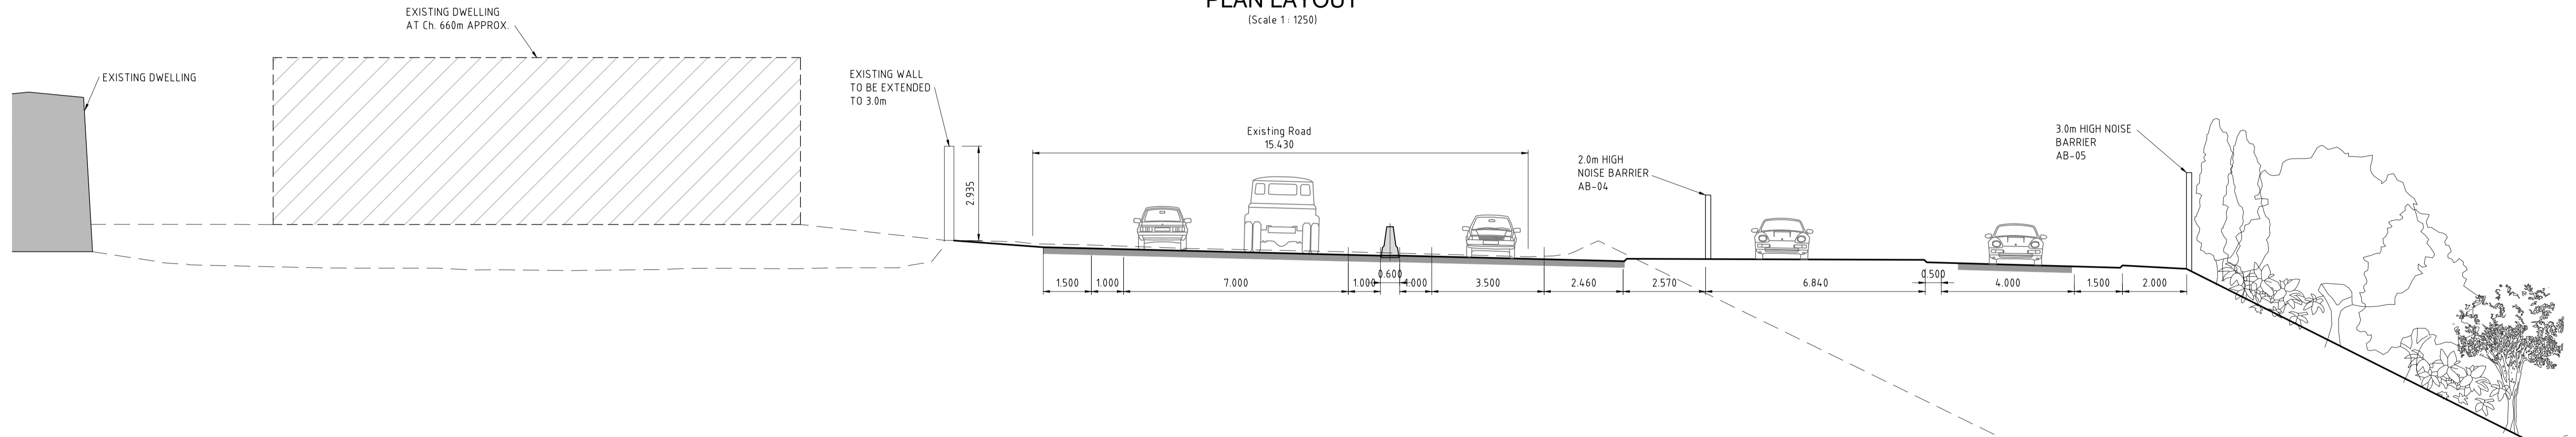 PLAN LAYOUT
(Scale 1 : 1250)
EXISTING DWELLING
AT Ch. 660m APPROX.
EXISTING DWELLING
EXISTING WALL
TO BE EXTENDED
TO 3.0m
2.935
Existing Road
15.430
2.0m HIGH
NOISE BARRIER
AB-04
3.0m HIGH NOISE
BARRIER
AB-05
1.500
1.000
7.000
1.000
0.600
1.000
3.500
2.460
2.570
6.840
0.500
4.000
1.500
2.000